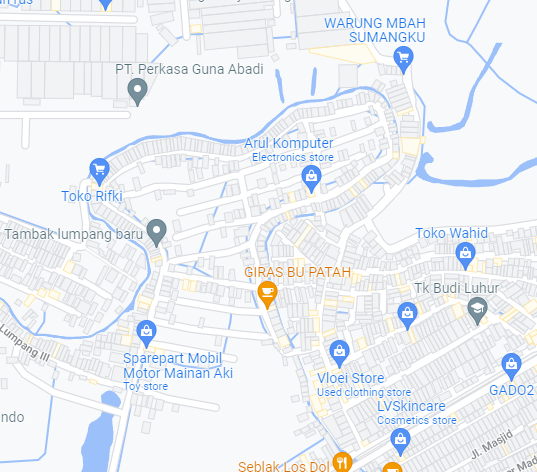 WARUNG MBAH
SUMANGKU
PT. Perkasa Guna Abadi
Arul Komputer
Electronics store
Toko Rifki
Tambak lumpang baru
Toko Wahid
GIRAS BU PATAH
Tk Budi Luhur
Lumpang III
Sparepart Mobil
Motor Mainan Aki
Toy store
Vloei Store
Used clothing store
GADO2
LVSkincare
Cosmetics store
ndo
Jl. Masjid
Seblak Los Dol